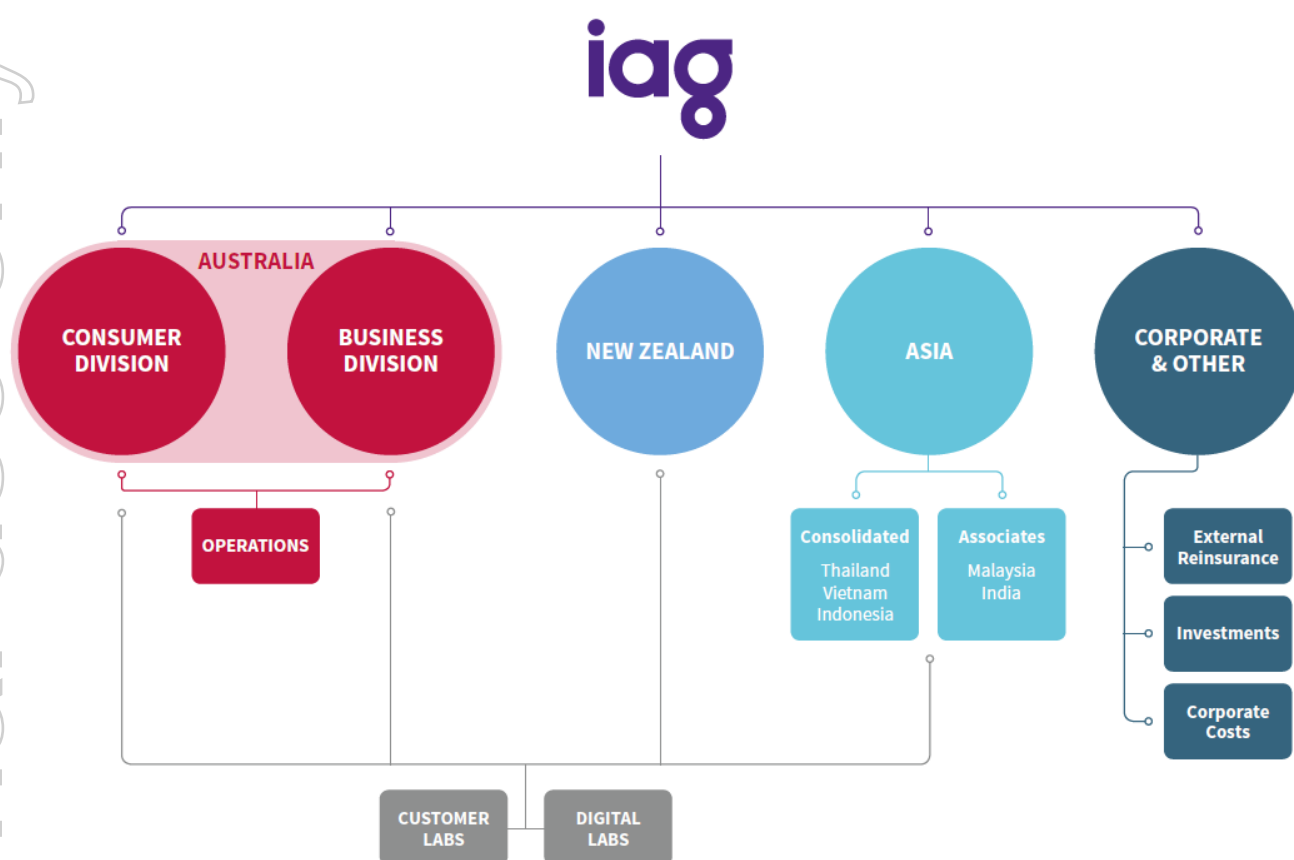 iag
AUSTRALIA
CONSUMER
DIVISION
BUSINESS
DIVISION
NEW ZEALAND
ASIA
CORPORATE
& OTHER
OPERATIONS
Consolidated
Thailand
Vietnam
Indonesia
Associates
Malaysia
India
External
Reinsurance
Investments
Corporate
Costs
CUSTOMER
LABS
DIGITAL
LABS